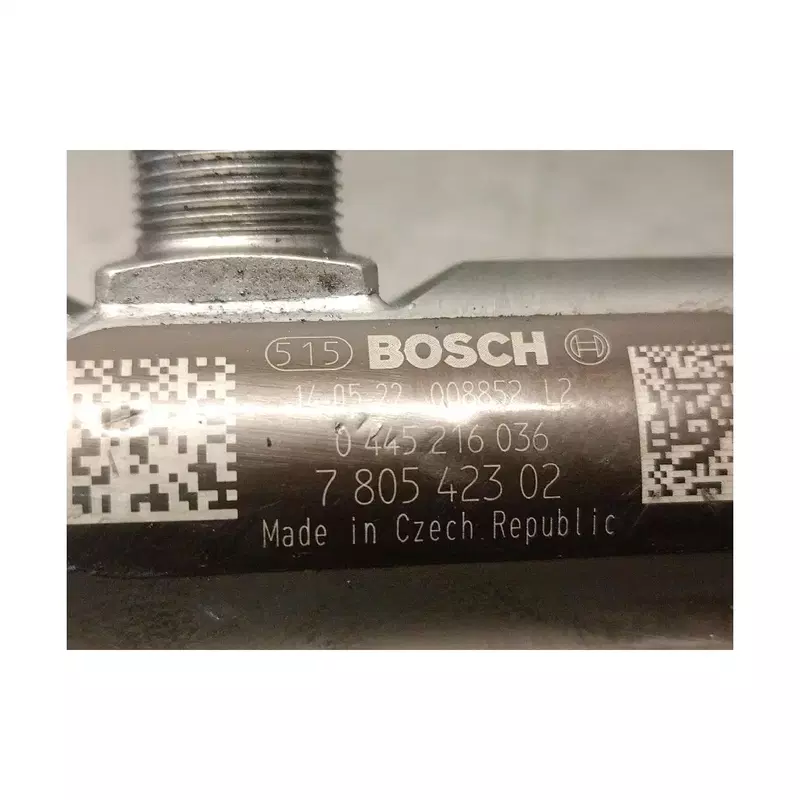 515 BOSCH
14 05 22 008852 L2
0 445 216 036
7 805 423 02
Made in Czech Republic